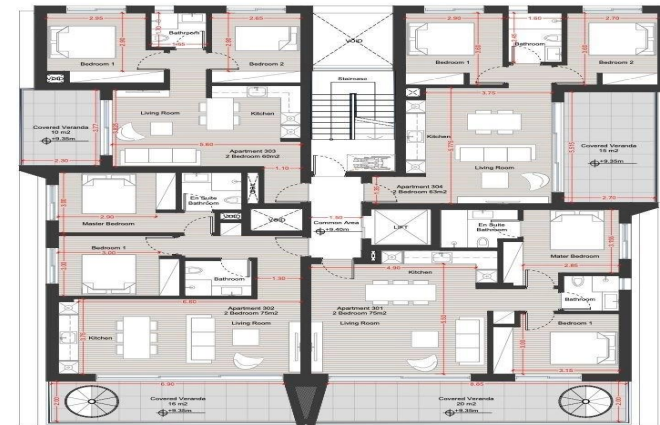 2.85
Bathroom
2.65
VOID
2.90
1.60
2.70
Bathroom
Bedroom 1
Bedroom 2
Bedroom 1
Bedroom 2
Staircase
3.75
Living Room
Kitchen
Kitchen
Covered Veranda
10 m2
+9.35m
Covered Veranda
15 m2
+9.35m
5.60
Living Room
Apartment 303
2 Bedroom 60m2
2.30
1.10
Apartment 304
2 Bedroom 63m2
2.70
En Suite
Bathroom
Master Bedroom
VOID
VOID
1.50
Common Area
+9.40m
LIFT
En Suite
Bathroom
Mater Bedroom
2.85
Bedroom 1
3.00
Bathroom
1.50
4.90
Kitchen
Bathroom
6.80
Apartment 302
2 Bedroom 75m2
Apartment 301
2 Bedroom 75m2
Kitchen
Living Room
Living Room
Bedroom 1
3.15
6.90
6.65
Covered Veranda
16 m2
+9.35m
Covered Veranda
20 m2
+9.35m